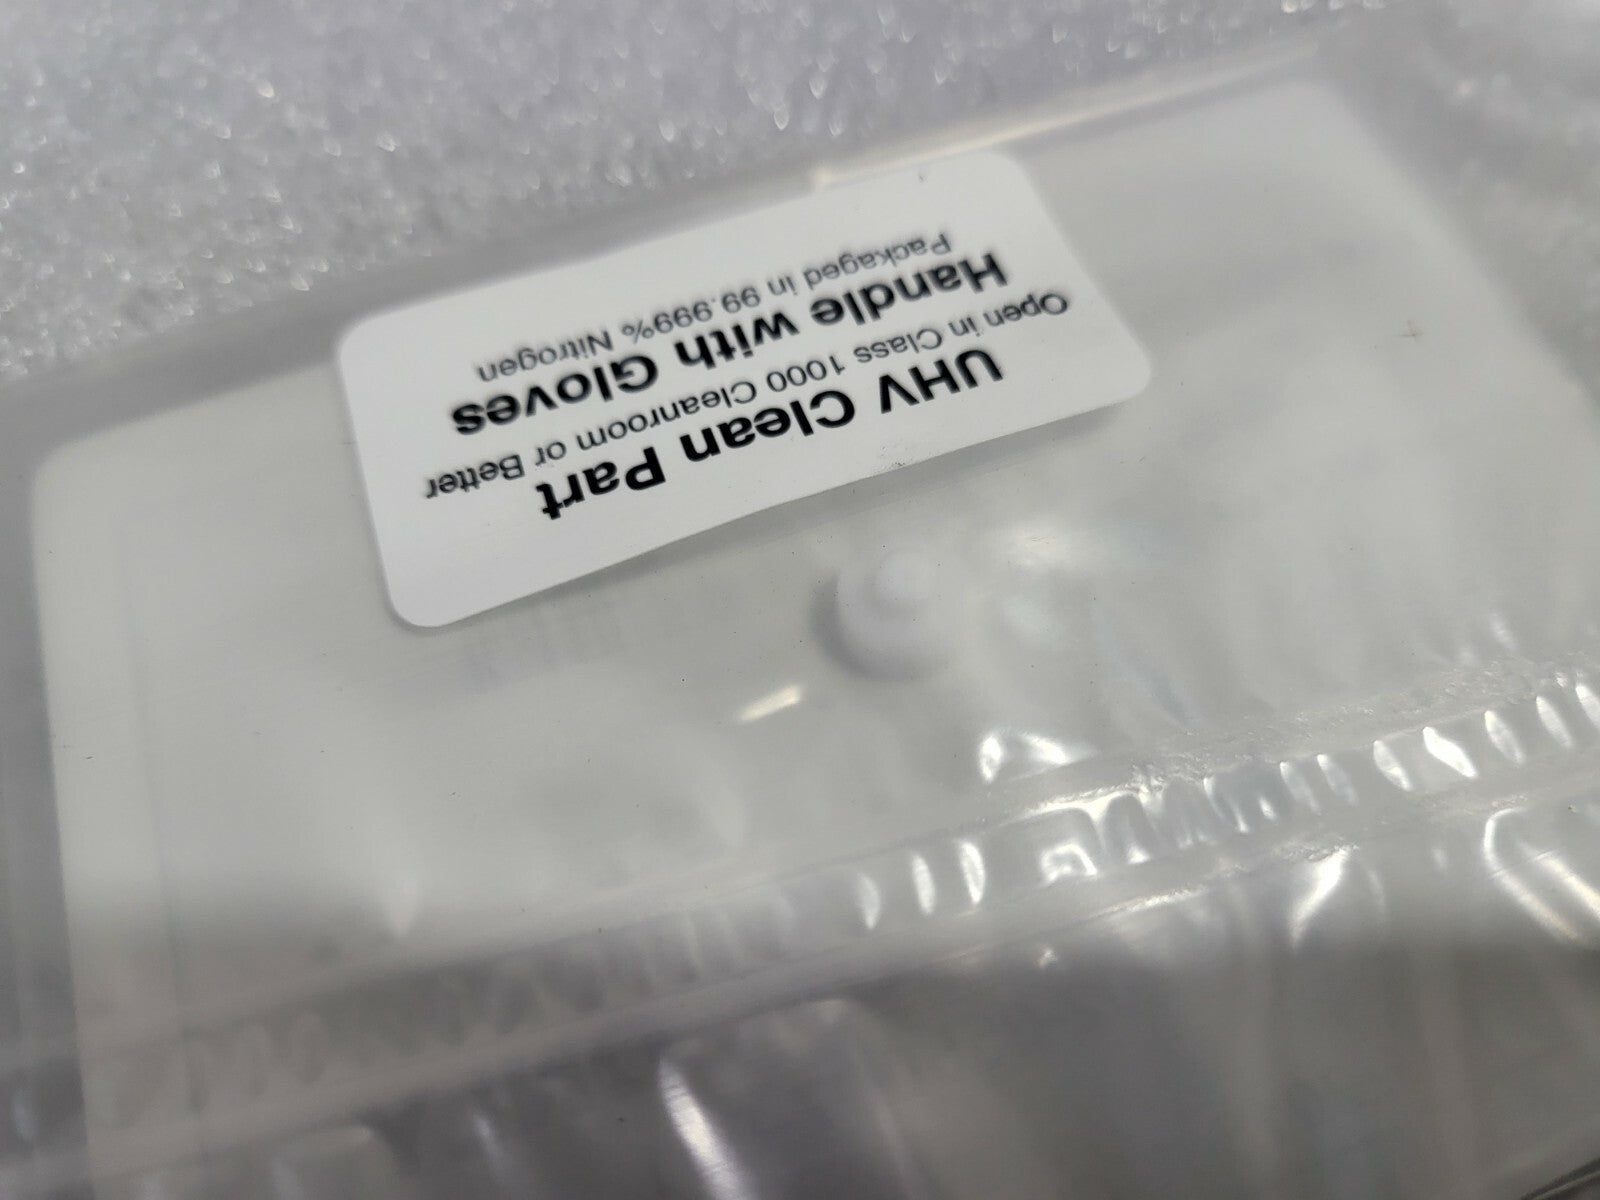 UHV Clean Part
Open in Class 1000 Cleanroom or Better
Handle with Gloves
Packaged in 99.999% Nitrogen